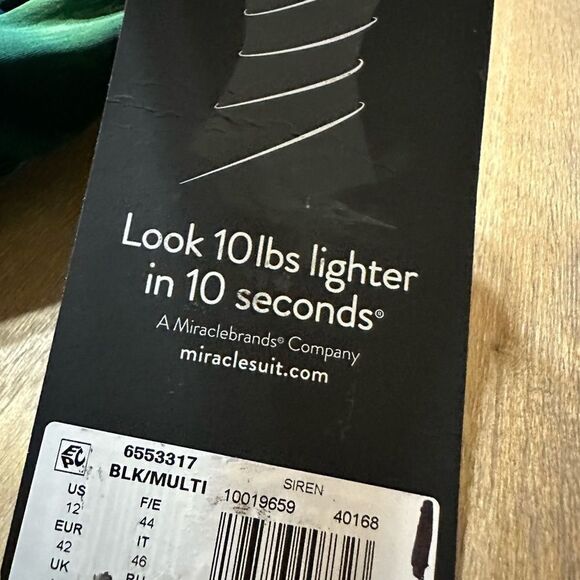 Look 10lbs lighter
in 10 seconds®
A Miraclebrands® Company
miraclesuit.com
EPC
6553317
BLK/MULTI
SIREN
10019659 40168
US F/E
12 44
EUR IT
42 46
UK